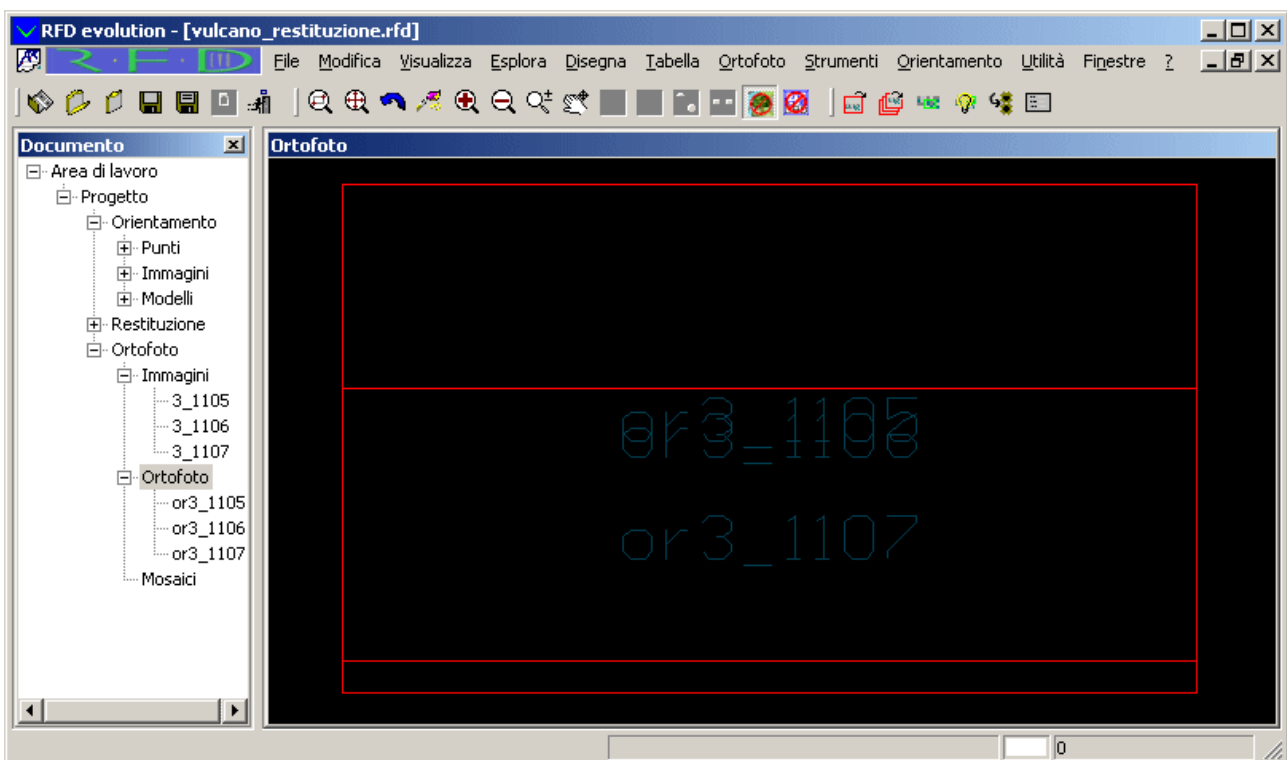 RFD evolution - [vulcano_restituzione.rfd]
R · F · D File Modifica Visualizza Esplora Disegna Tabella Ortofoto Strumenti Orientamento Utilità Finestre ?
Documento
Area di lavoro
Progetto
Orientamento
Punti
Immagini
Modelli
Restituzione
Ortofoto
Immagini
3_1105
3_1106
3_1107
Ortofoto
or3_1105
or3_1106
or3_1107
Mosaici
Ortofoto
or3_1107
0